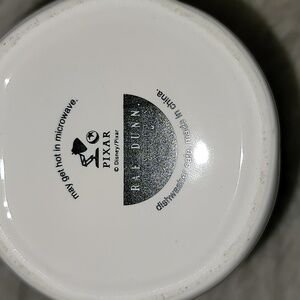 may get hot in microwave.
PIXAR
© Disney/Pixar
RAE DUNN
dishwasher safe. made in china.